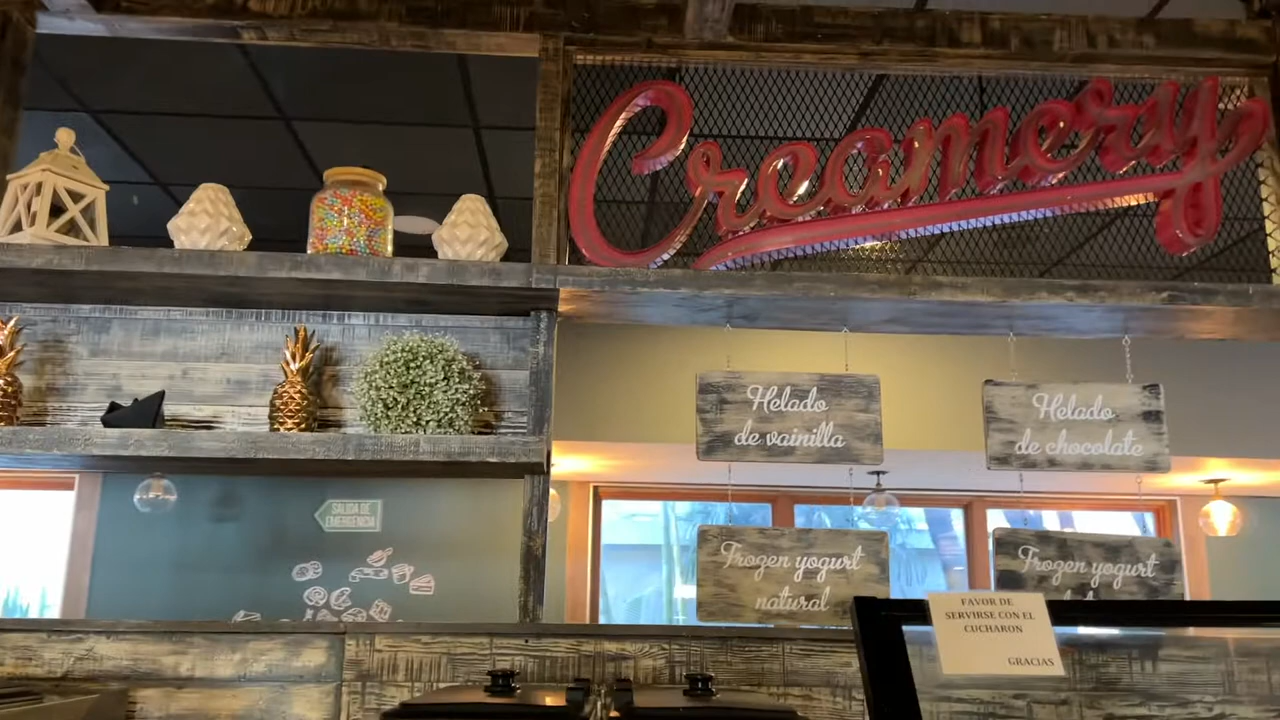 Creamery
Helado
de vainilla
Helado
de chocolate
SALIDA DE
EMERGENCIA
Frozen yogurt
natural
Frozen yogurt
FAVOR DE
SERVIRSE CON EL
CUCHARON
GRACIAS